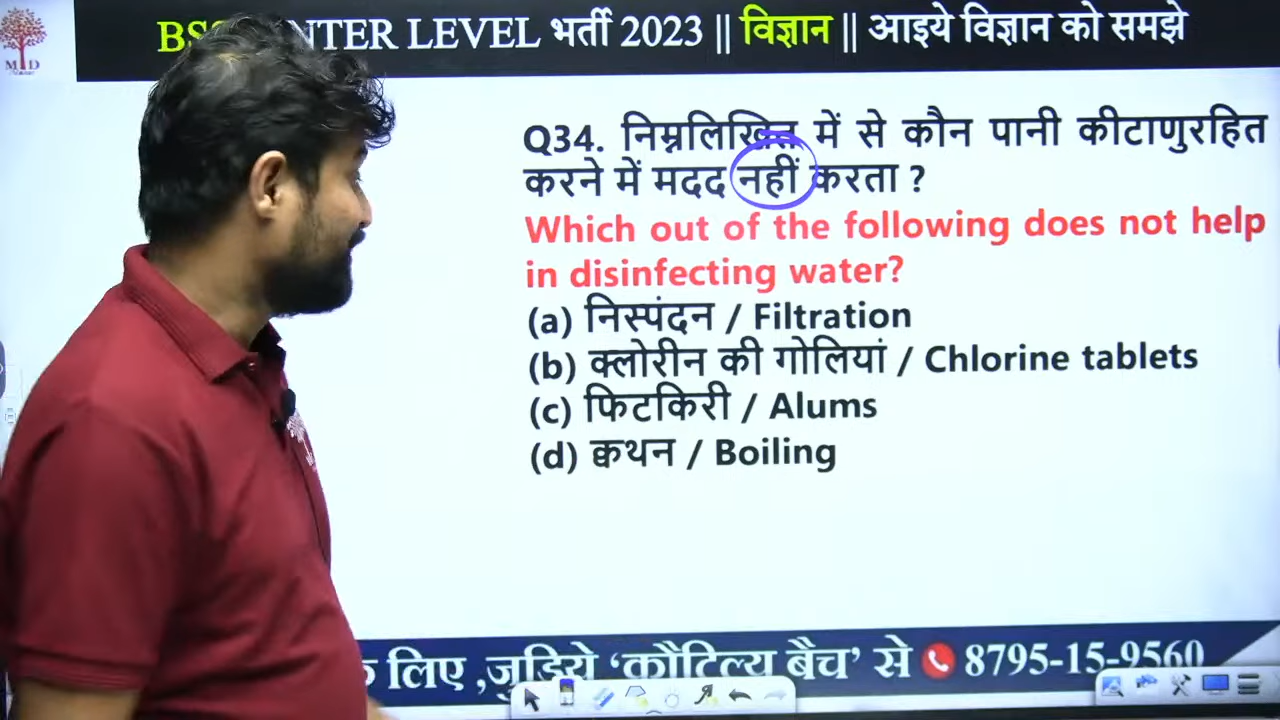 BSS INTER LEVEL भर्ती 2023 || विज्ञान || आइये विज्ञान को समझे
M D
Q34. निम्नलिखित में से कौन पानी कीटाणुरहित
करने में मदद नहीं करता ?
Which out of the following does not help
in disinfecting water?
(a) निस्पंदन / Filtration
(b) क्लोरीन की गोलियां / Chlorine tablets
(c) फिटकिरी / Alums
(d) क्वथन / Boiling
लिए ,जुडिये ‘कौटिल्य बैच’ से 8795-15-9560